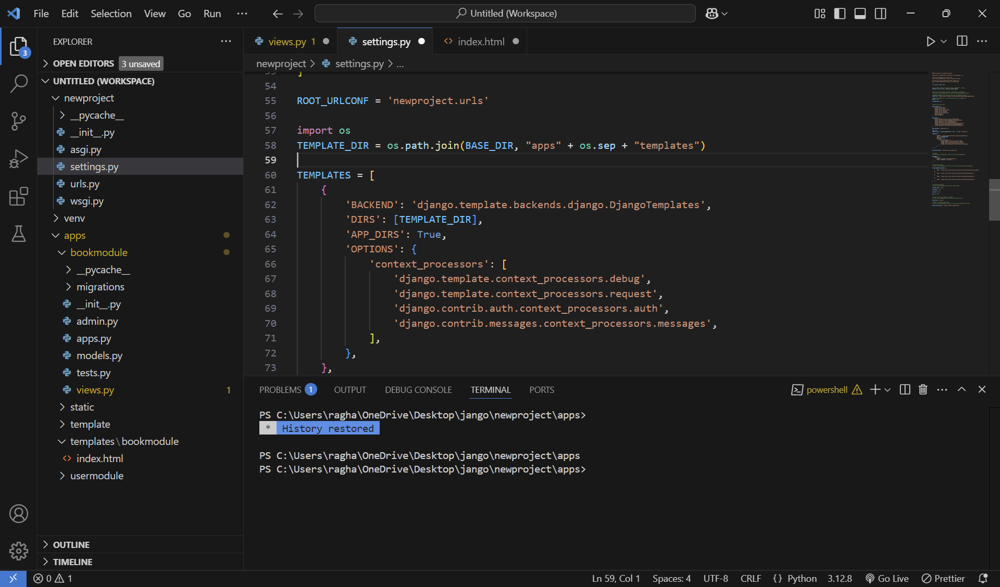 File Edit Selection View Go Run ··· Untitled (Workspace)
EXPLORER ···
OPEN EDITORS 3 unsaved
UNTITLED (WORKSPACE)
newproject
__pycache__
__init__.py
asgi.py
settings.py
urls.py
wsgi.py
venv
apps
bookmodule
__pycache__
migrations
__init__.py
admin.py
apps.py
models.py
tests.py
views.py 1
static
template
templates\bookmodule
index.html
usermodule
OUTLINE
TIMELINE
3
views.py 1 settings.py index.html
newproject > settings.py > ...
53 ]
54
55 ROOT_URLCONF = 'newproject.urls'
56
57 import os
58 TEMPLATE_DIR = os.path.join(BASE_DIR, "apps" + os.sep + "templates")
59
60 TEMPLATES = [
61 {
62 'BACKEND': 'django.template.backends.django.DjangoTemplates',
63 'DIRS': [TEMPLATE_DIR],
64 'APP_DIRS': True,
65 'OPTIONS': {
66 'context_processors': [
67 'django.template.context_processors.debug',
68 'django.template.context_processors.request',
69 'django.contrib.auth.context_processors.auth',
70 'django.contrib.messages.context_processors.messages',
71 ],
72 },
73 },
PROBLEMS 1 OUTPUT DEBUG CONSOLE TERMINAL PORTS powershell
PS C:\Users\ragha\OneDrive\Desktop\jango\newproject\apps>
* History restored
PS C:\Users\ragha\OneDrive\Desktop\jango\newproject\apps
PS C:\Users\ragha\OneDrive\Desktop\jango\newproject\apps>
0 1 Ln 59, Col 1 Spaces: 4 UTF-8 CRLF {} Python 3.12.8 Go Live Prettier